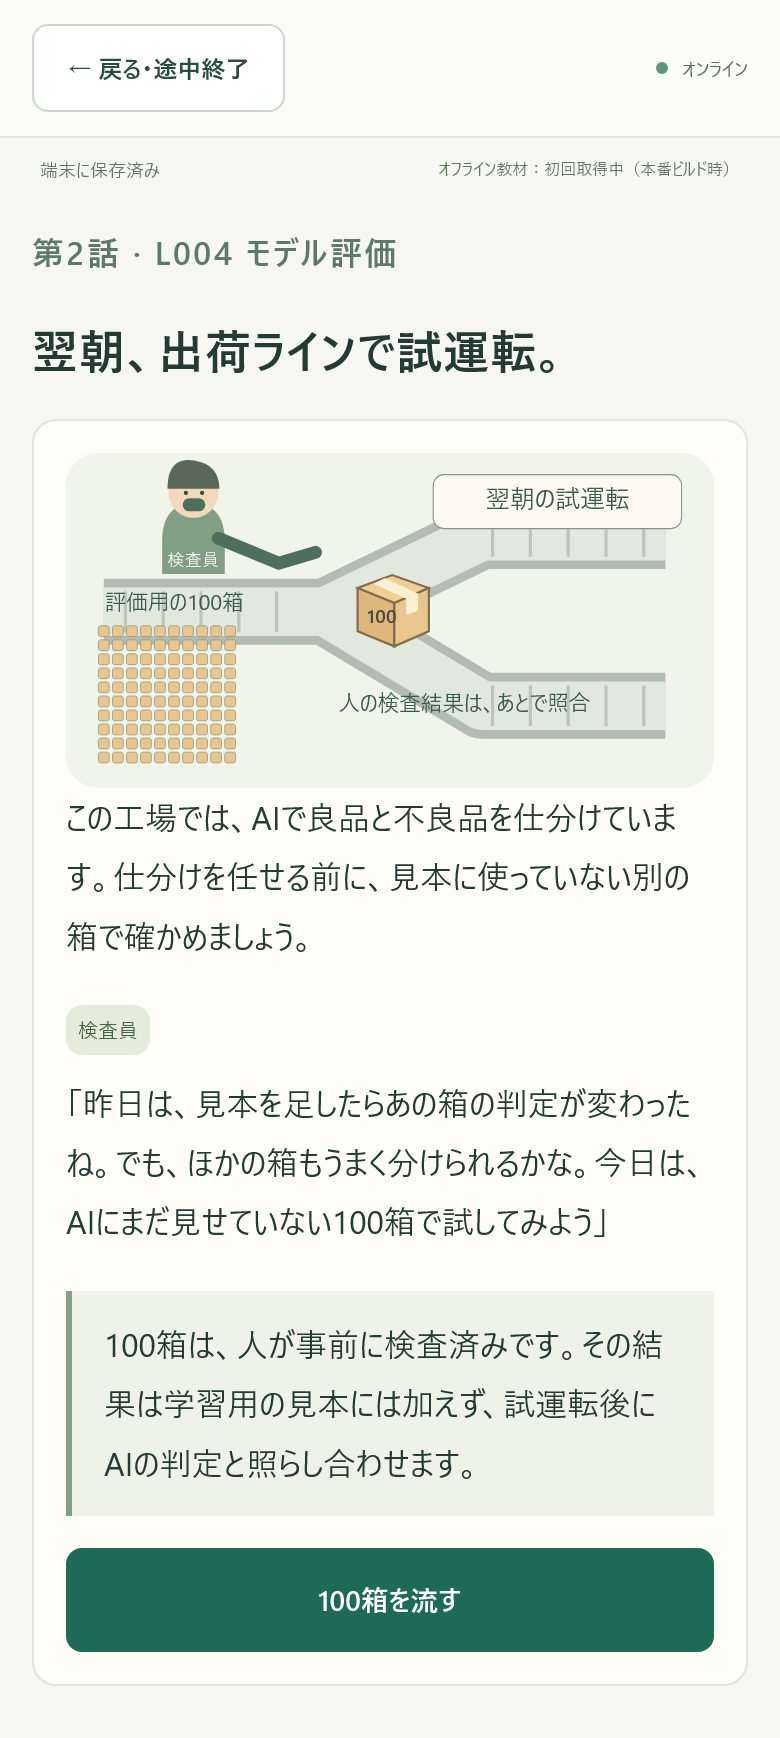 ← 戻る・途中終了
オンライン
端末に保存済み
オフライン教材：初回取得中（本番ビルド時）
第2話 · L004 モデル評価
翌朝、出荷ラインで試運転。
翌朝の試運転
検査員
評価用の100箱
100
人の検査結果は、あとで照合
この工場では、AIで良品と不良品を仕分けていま
す。仕分けを任せる前に、見本に使っていない別の
箱で確かめましょう。
検査員
「昨日は、見本を足したらあの箱の判定が変わった
ね。でも、ほかの箱もうまく分けられるかな。今日は、
AIにまだ見せていない100箱で試してみよう」
100箱は、人が事前に検査済みです。その結
果は学習用の見本には加えず、試運転後に
AIの判定と照らし合わせます。
100箱を流す